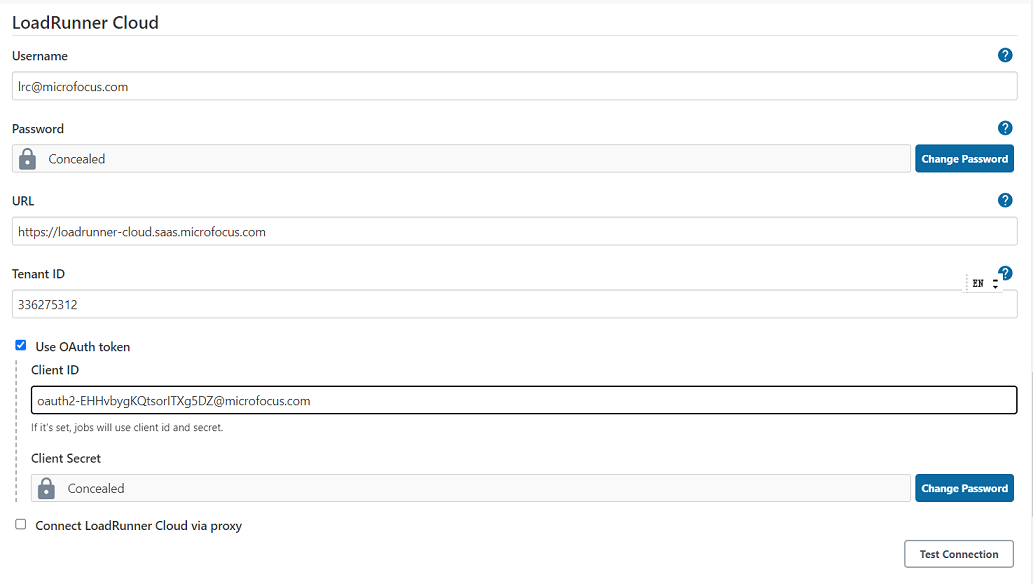 LoadRunner Cloud
Username
lrc@microfocus.com
Password
Concealed
Change Password
URL
https://loadrunner-cloud.saas.microfocus.com
Tenant ID
EN
336275312
Use OAuth token
Client ID
oauth2-EHHvbygKQtsorITXg5DZ@microfocus.com
If it's set, jobs will use client id and secret.
Client Secret
Concealed
Change Password
Connect LoadRunner Cloud via proxy
Test Connection